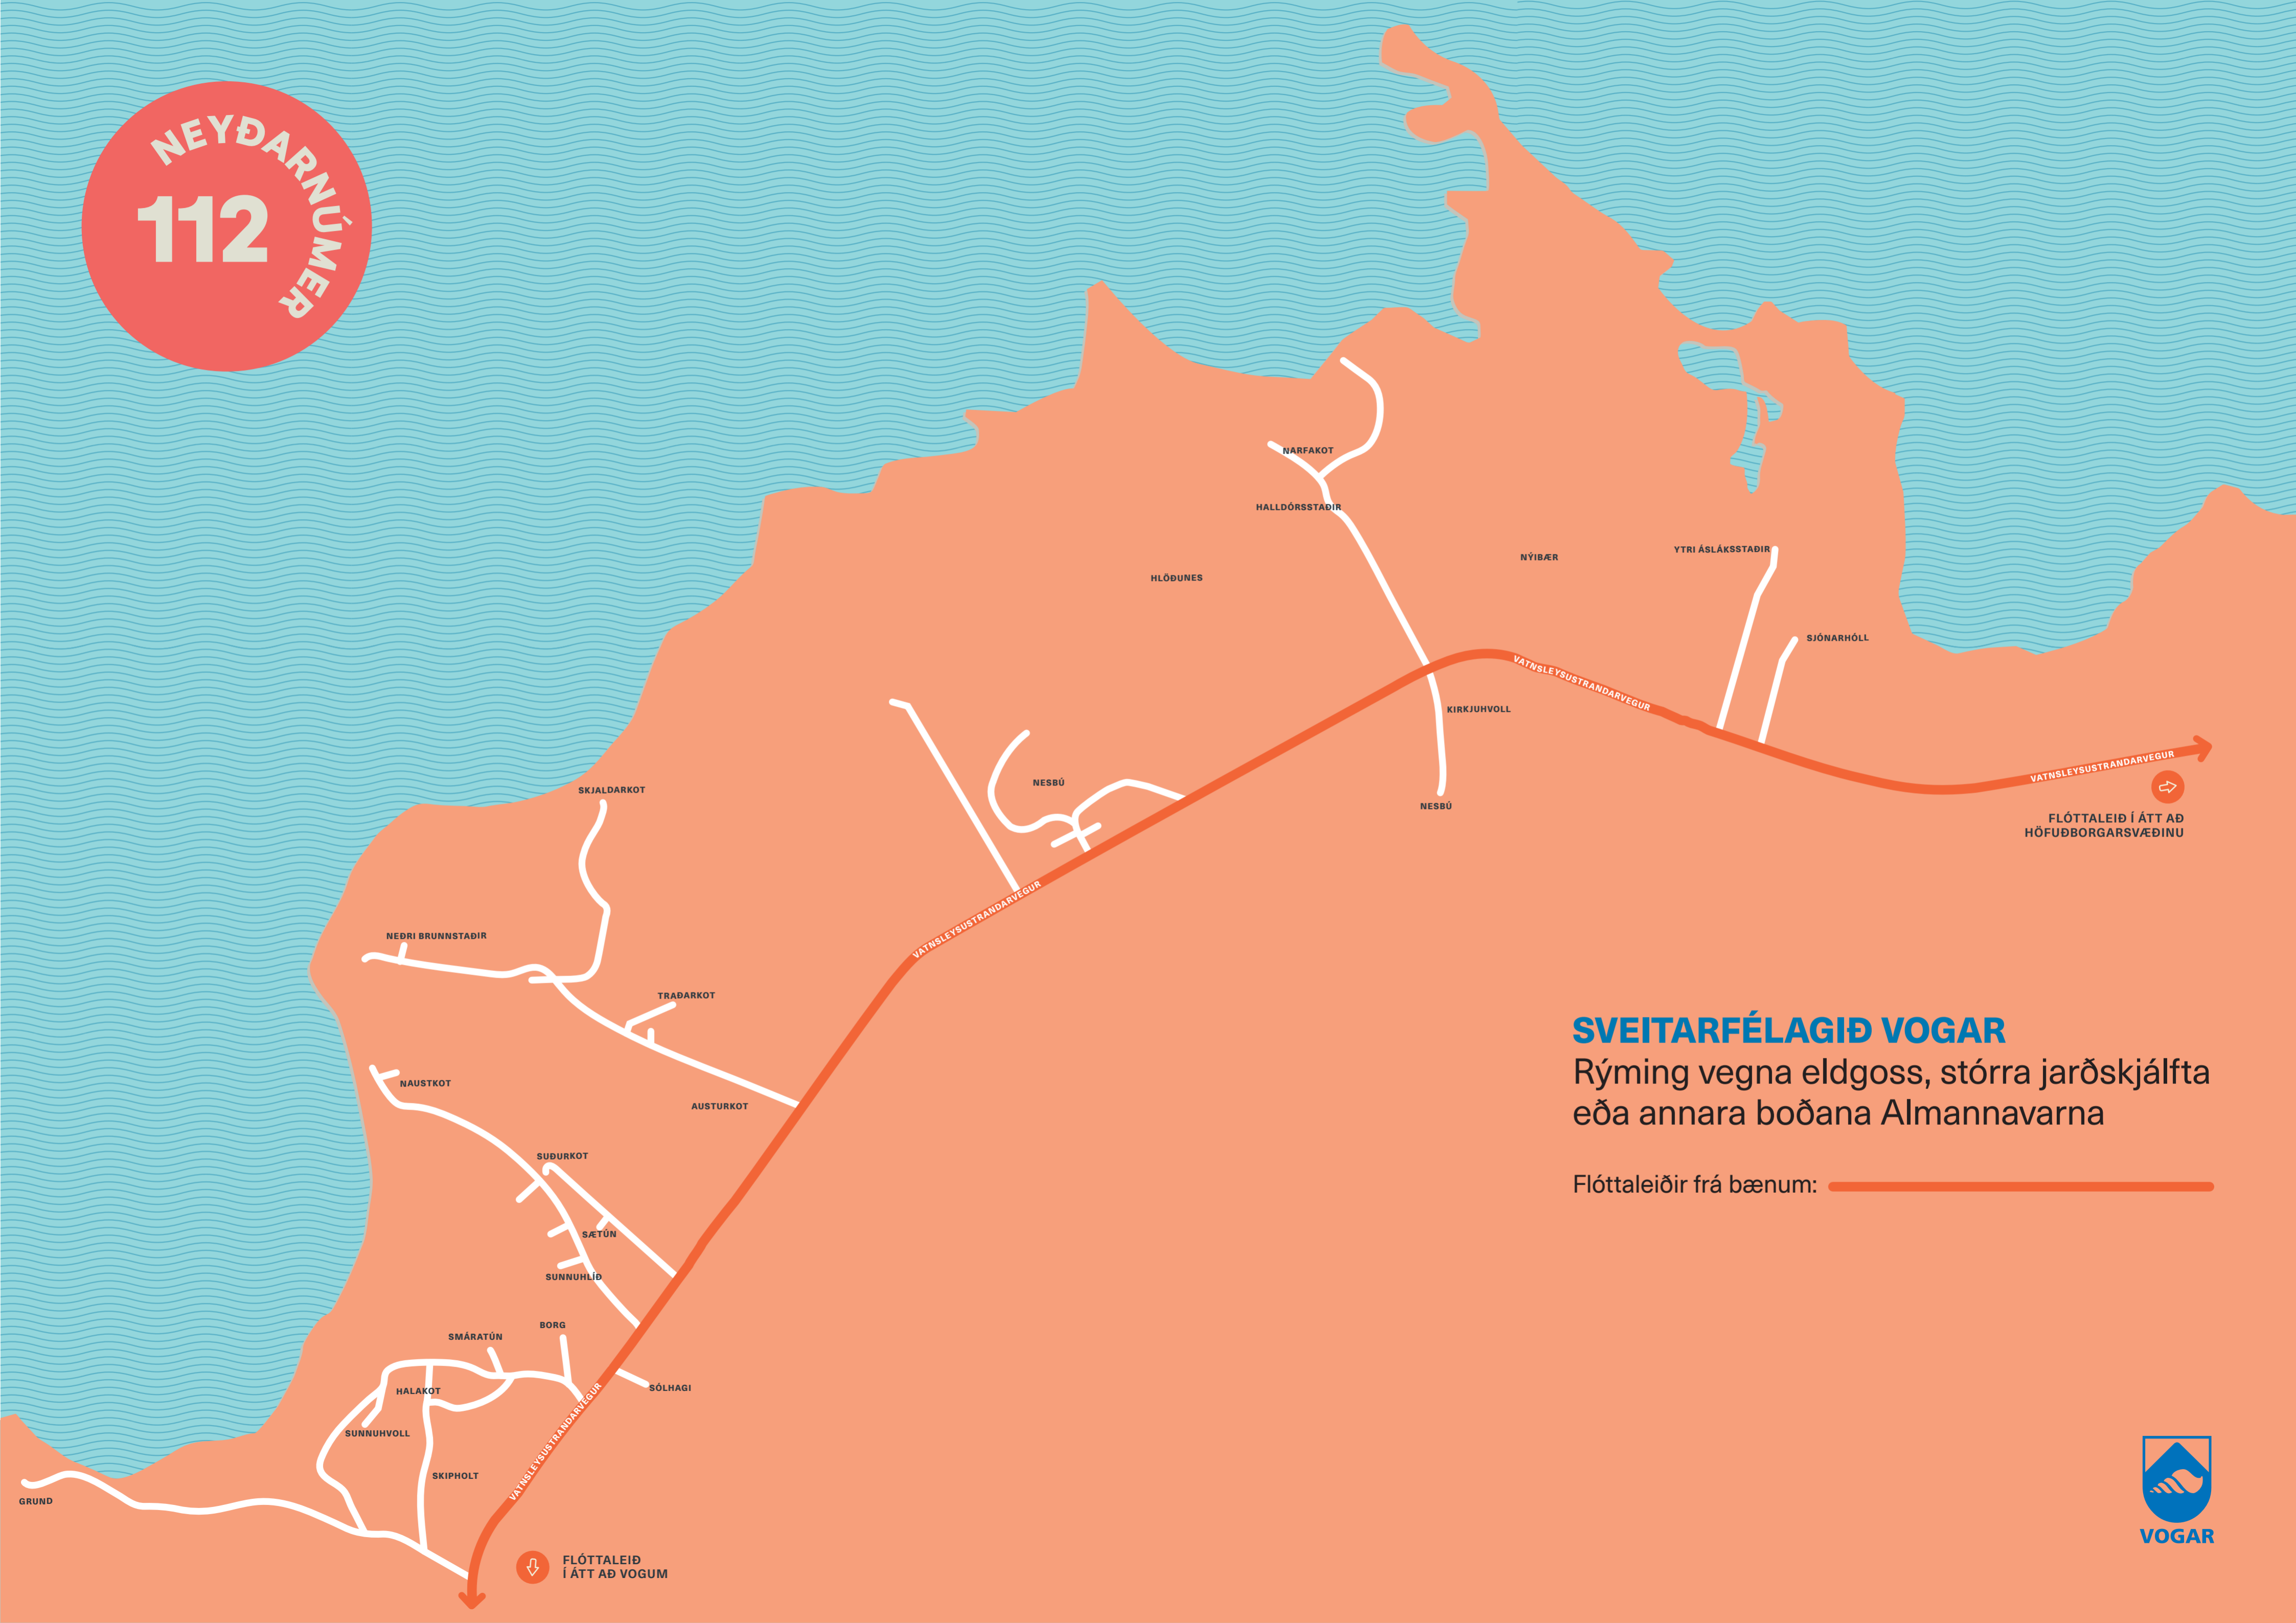 NEYÐARNÚMER
112
NARFAKOT
HALLDÓRSSTAÐIR
NÝIBÆR
YTRI ÁSLÁKSSTAÐIR
HLÖÐUNES
SJÓNARHÓLL
VATNSLEYSUSTRANDARVEGUR
KIRKJUHVOLL
VATNSLEYSUSTRANDARVEGUR
NESBÚ
SKJALDARKOT
NESBÚ
FLÓTTALEIÐ Í ÁTT AÐ
HÖFUÐBORGARSVÆÐINU
VATNSLEYSUSTRANDARVEGUR
NEÐRI BRUNNSTAÐIR
TRAÐARKOT
SVEITARFÉLAGIÐ VOGAR
Rýming vegna eldgoss, stórra jarðskjálfta
eða annara boðana Almannavarna
Flóttaleiðir frá bænum:
NAUSTKOT
AUSTURKOT
SUÐURKOT
SÆTÚN
SUNNUHLÍÐ
BORG
SMÁRATÚN
SÓLHAGI
HALAKOT
VATNSLEYSUSTRANDARVEGUR
SUNNUHVOLL
SKIPHOLT
GRUND
FLÓTTALEIÐ
Í ÁTT AÐ VOGUM
VOGAR